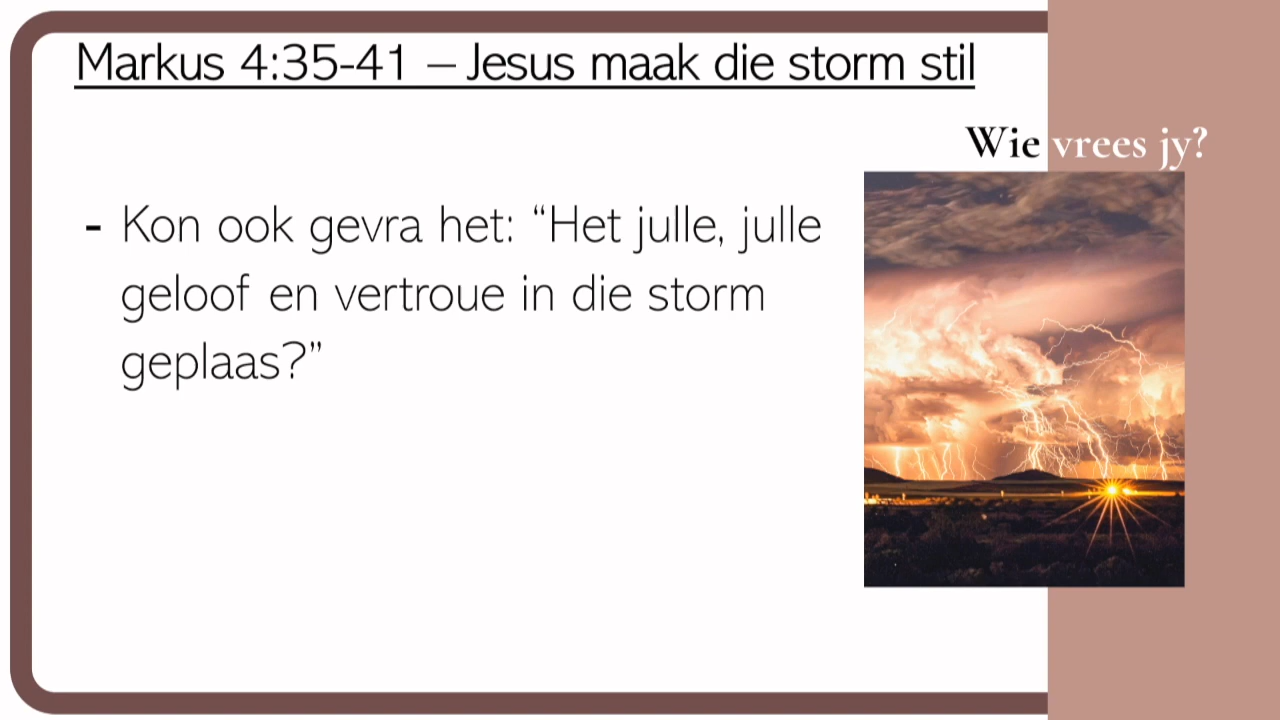 Markus 4:35-41 – Jesus maak die storm stil
Wie vrees jy?
- Kon ook gevra het: “Het julle, julle
geloof en vertroue in die storm
geplaas?”